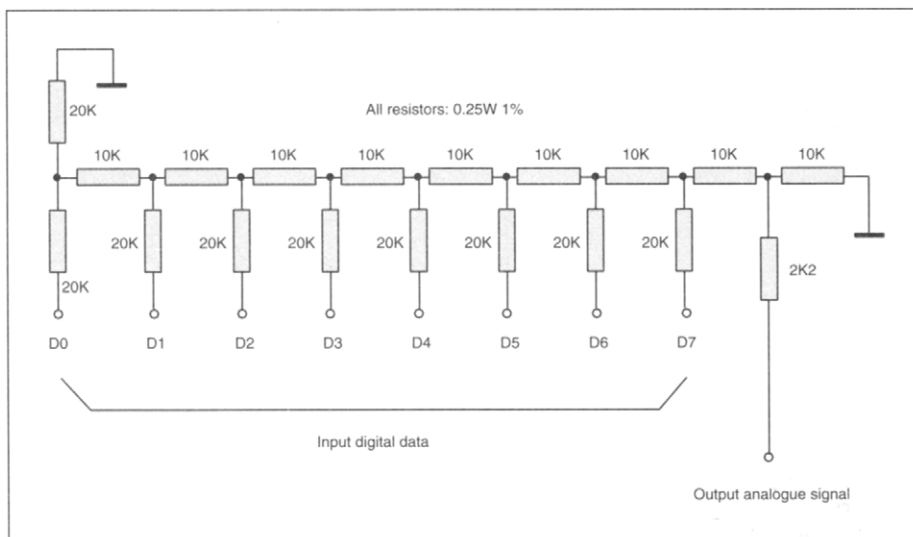 20K
All resistors: 0.25W 1%
10K 10K 10K 10K 10K 10K 10K 10K 10K
20K 20K 20K 20K 20K 20K 20K 2K2
20K
D0 D1 D2 D3 D4 D5 D6 D7
Input digital data
Output analogue signal